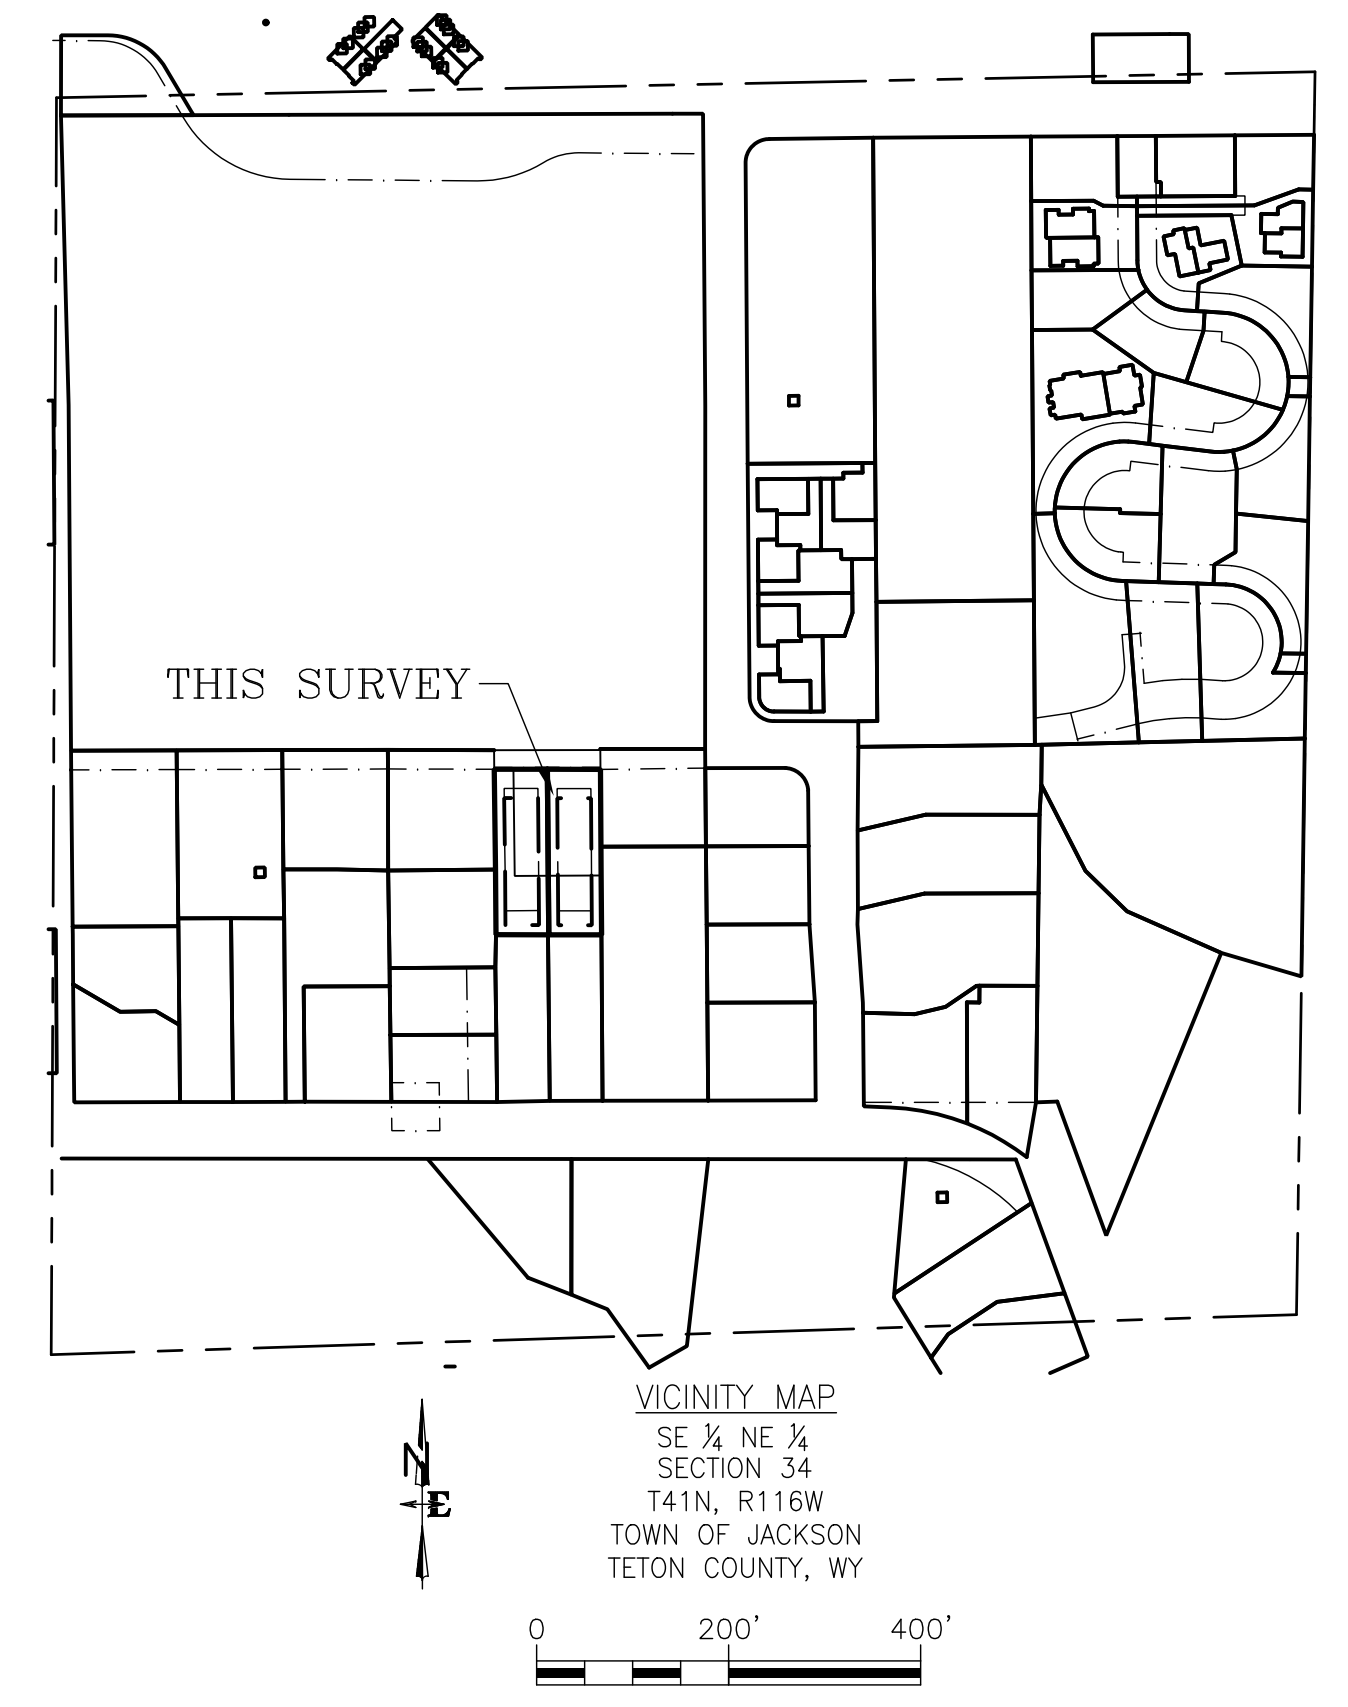 THIS SURVEY
VICINITY MAP
SE ¼ NE ¼
SECTION 34
T41N, R116W
TOWN OF JACKSON
TETON COUNTY, WY
N
E
0 200' 400'